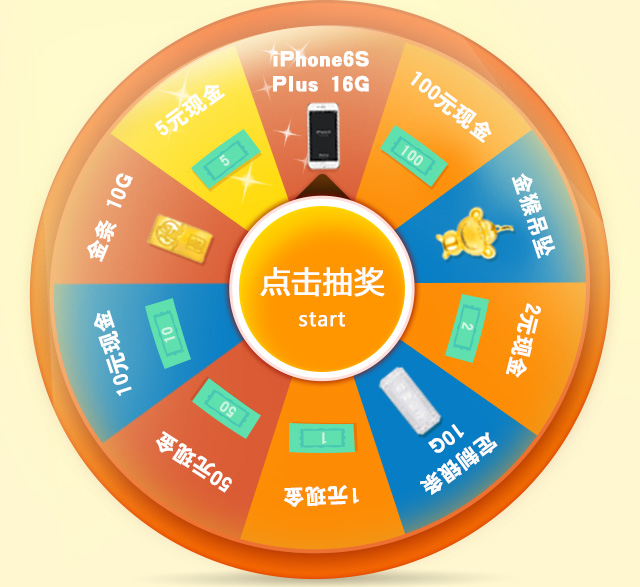 iPhone6S
Plus 16G
100元现金
100
金猴吊坠
2元现金
2
定制银条
10G
1元现金
1
50元现金
50
10元现金
10
金条 10G
5元现金
5
点击抽奖
start